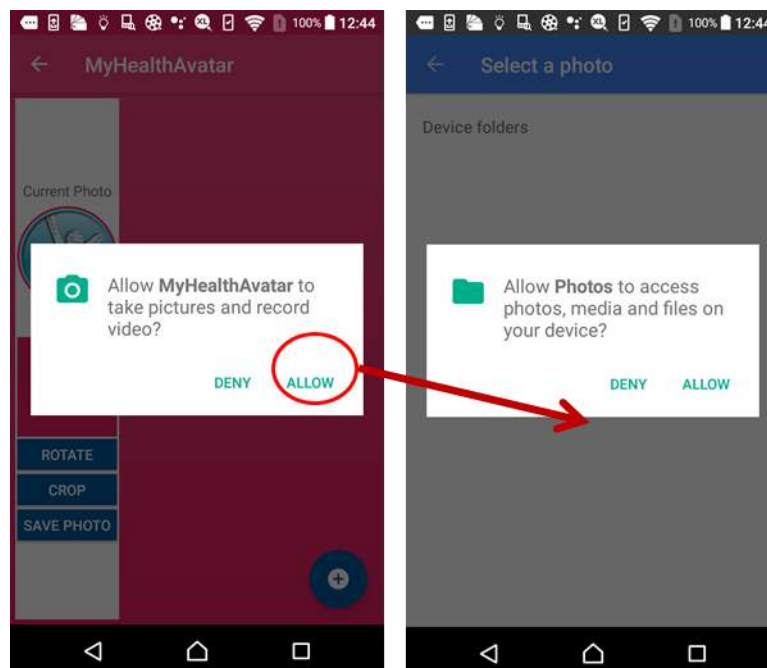 100% 12:44
MyHealthAvatar
Current Photo
Allow MyHealthAvatar to
take pictures and record
video?
DENY ALLOW
ROTATE
CROP
SAVE PHOTO
XL 100% 12:44
Select a photo
Device folders
Allow Photos to access
photos, media and files on
your device?
DENY ALLOW